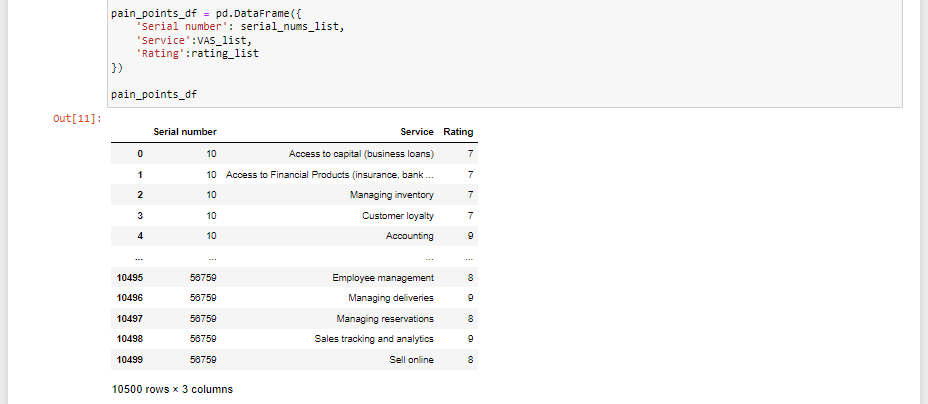 pain_points_df = pd.DataFrame({
'Serial number': serial_nums_list,
'Service':VAS_list,
'Rating':rating_list
})
pain_points_df
Out[11]:
Serial number Service Rating
0 10 Access to capital (business loans) 7
1 10 Access to Financial Products (insurance, bank ... 7
2 10 Managing inventory 7
3 10 Customer loyalty 7
4 10 Accounting 9
... ... ... ...
10495 56759 Employee management 8
10496 56759 Managing deliveries 9
10497 56759 Managing reservations 8
10498 56759 Sales tracking and analytics 9
10499 56759 Sell online 8
10500 rows × 3 columns